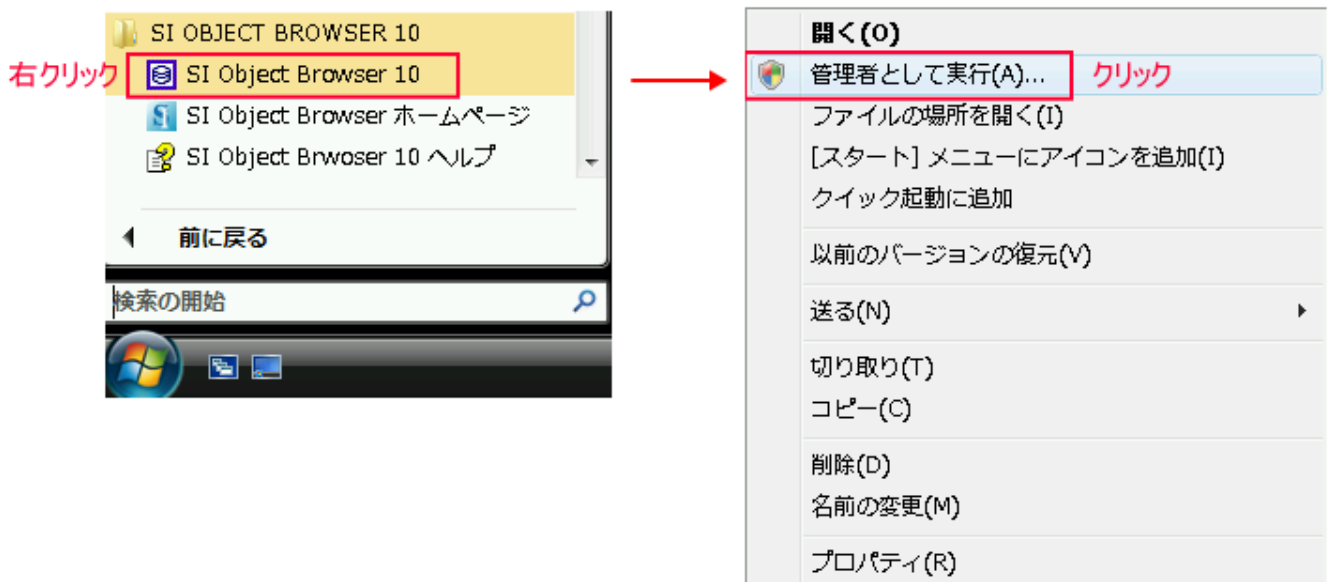 SI OBJECT BROWSER 10
右クリック
SI Object Browser 10
SI Object Browser ホームページ
SI Object Brwoser 10 ヘルプ
前に戻る
検索の開始
開く(O)
管理者として実行(A)...
クリック
ファイルの場所を開く(I)
[スタート] メニューにアイコンを追加(I)
クイック起動に追加
以前のバージョンの復元(V)
送る(N)
切り取り(T)
コピー(C)
削除(D)
名前の変更(M)
プロパティ(R)